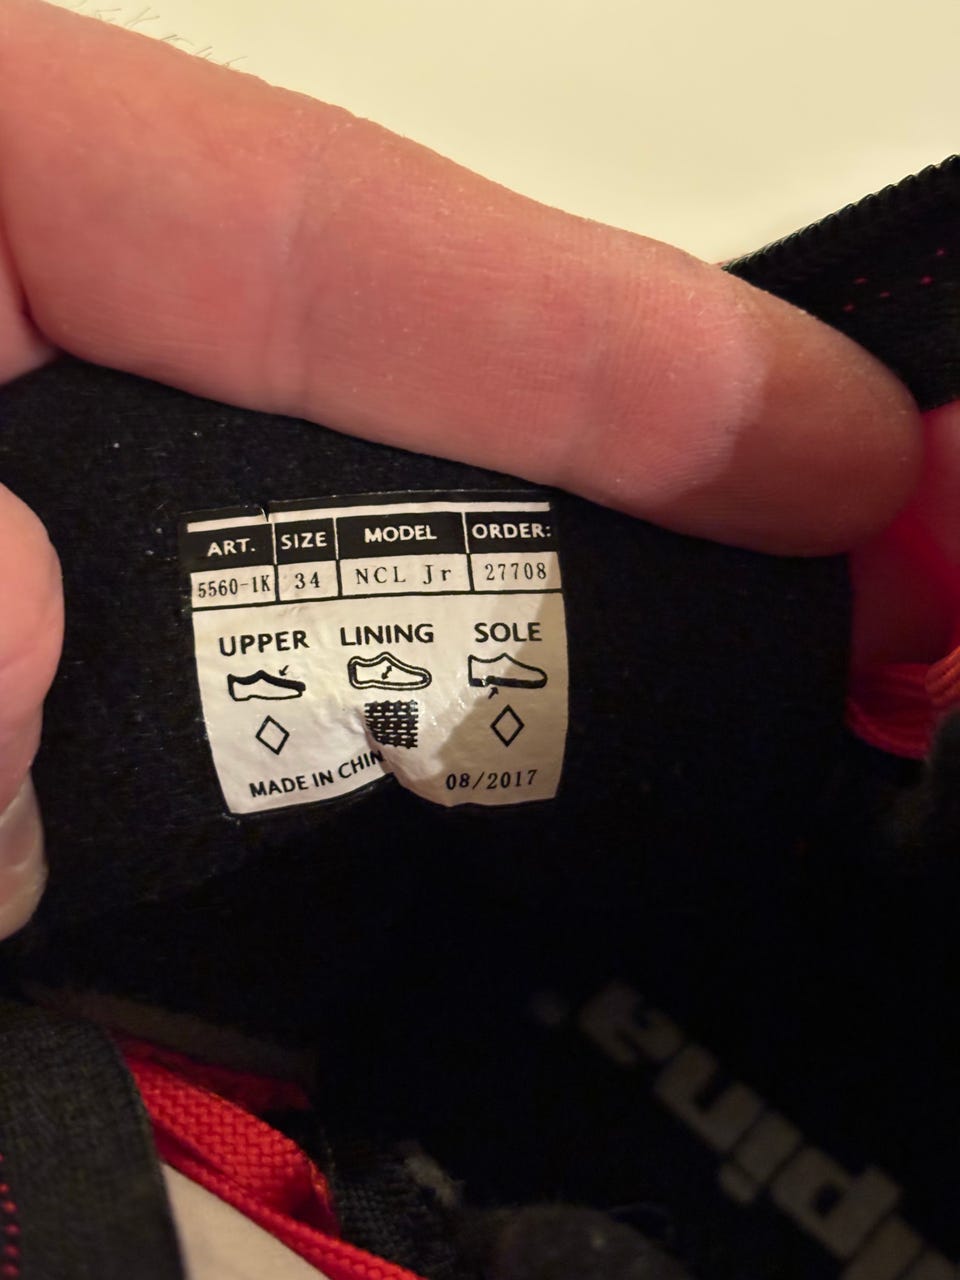 ART. SIZE MODEL ORDER:
5560-1K 34 NCL Jr 27708
UPPER LINING SOLE
MADE IN CHIN
08/2017